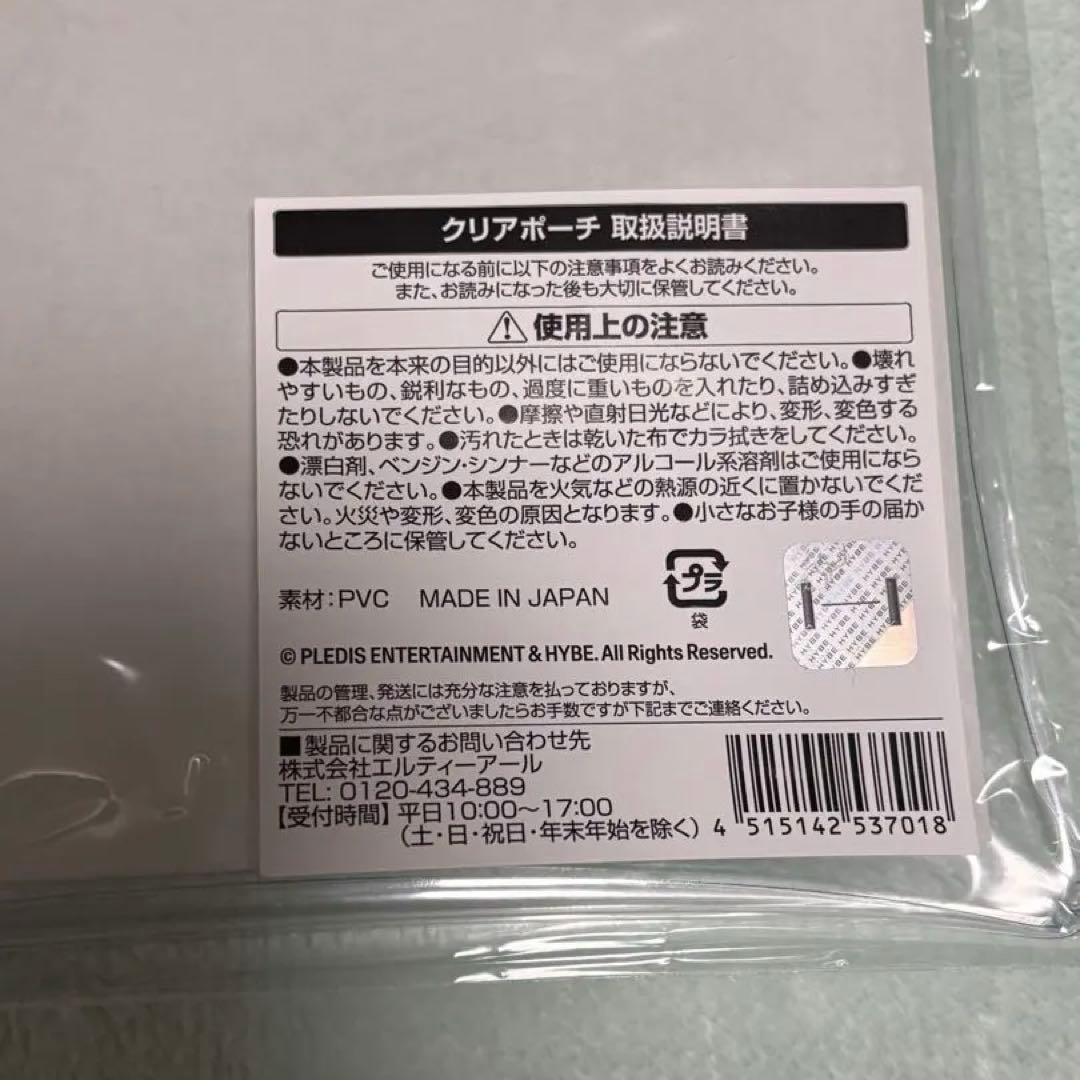 クリアポーチ 取扱説明書
ご使用になる前に以下の注意事項をよくお読みください。
また、お読みになった後も大切に保管してください。
使用上の注意
●本製品を本来の目的以外にはご使用にならないでください。●壊れ
やすいもの、鋭利なもの、過度に重いものを入れたり、詰め込みすぎ
たりしないでください。●摩擦や直射日光などにより、変形、変色する
恐れがあります。●汚れたときは乾いた布でカラ拭きをしてください。
●漂白剤、ベンジン・シンナーなどのアルコール系溶剤はご使用になら
ないでください。●本製品を火気などの熱源の近くに置かないでくだ
さい。火災や変形、変色の原因となります。●小さなお子様の手の届か
ないところに保管してください。
素材：PVC MADE IN JAPAN
プラ
袋
HYBE HYBE HYBE HYBE
© PLEDIS ENTERTAINMENT & HYBE. All Rights Reserved.
製品の管理、発送には充分な注意を払っておりますが、
万一不都合な点がございましたらお手数ですが下記までご連絡ください。
■製品に関するお問い合わせ先
株式会社エルティーアール
TEL: 0120-434-889
【受付時間】平日10:00〜17:00
（土・日・祝日・年末年始を除く）
4 515142 537018